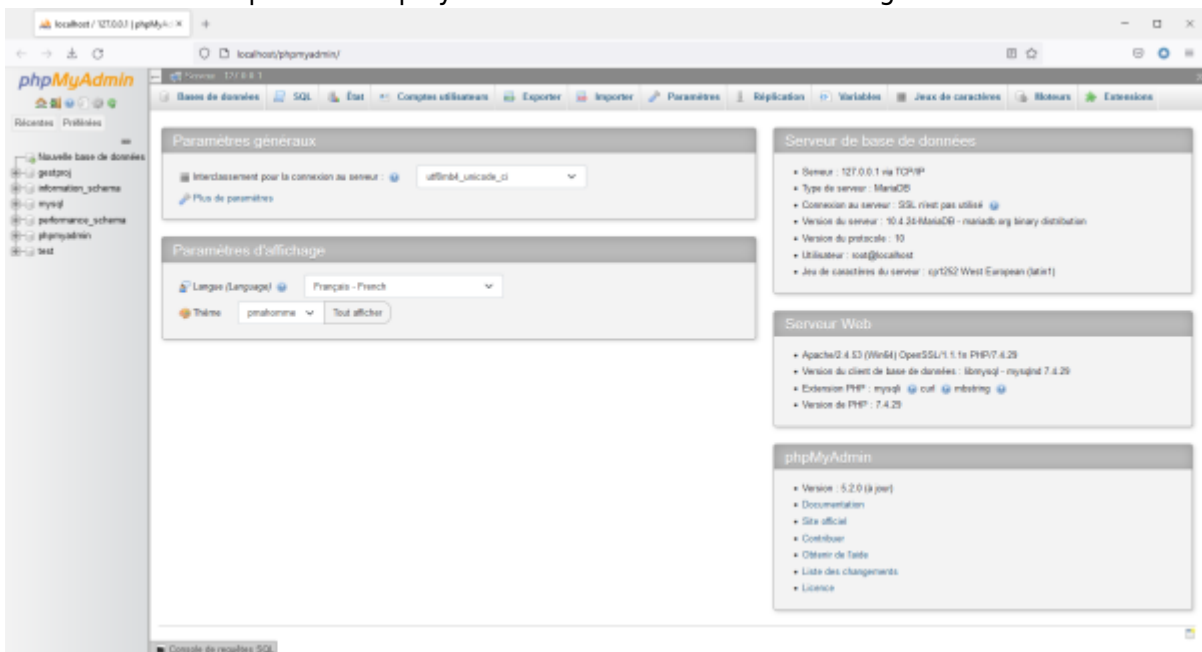 localhost / 127.0.0.1 | phpMyAd
localhost/phpmyadmin/
phpMyAdmin
Récentes Préférées
Nouvelle base de données
gestproj
information_schema
mysql
performance_schema
phpmyadmin
test
Serveur : 127.0.0.1
Bases de données SQL État Comptes utilisateurs Exporter Importer Paramètres Réplication Variables Jeux de caractères Moteurs Extensions
Paramètres généraux
Interclassement pour la connexion au serveur : utf8mb4_unicode_ci
Plus de paramètres
Paramètres d'affichage
Langue (Language) Français - French
Thème pmahomme Tout afficher
Serveur de base de données
Serveur : 127.0.0.1 via TCP/IP
Type de serveur : MariaDB
Connexion au serveur : SSL n'est pas utilisé
Version du serveur : 10.4.24-MariaDB - mariadb.org binary distribution
Version du protocole : 10
Utilisateur : root@localhost
Jeu de caractères du serveur : cp1252 West European (latin1)
Serveur Web
Apache/2.4.53 (Win64) OpenSSL/1.1.1n PHP/7.4.29
Version du client de base de données : libmysql - mysqlnd 7.4.29
Extension PHP : mysqli curl mbstring
Version de PHP : 7.4.29
phpMyAdmin
Version : 5.2.0 (à jour)
Documentation
Site officiel
Contribuer
Obtenir de l'aide
Liste des changements
Licence
Console de requêtes SQL